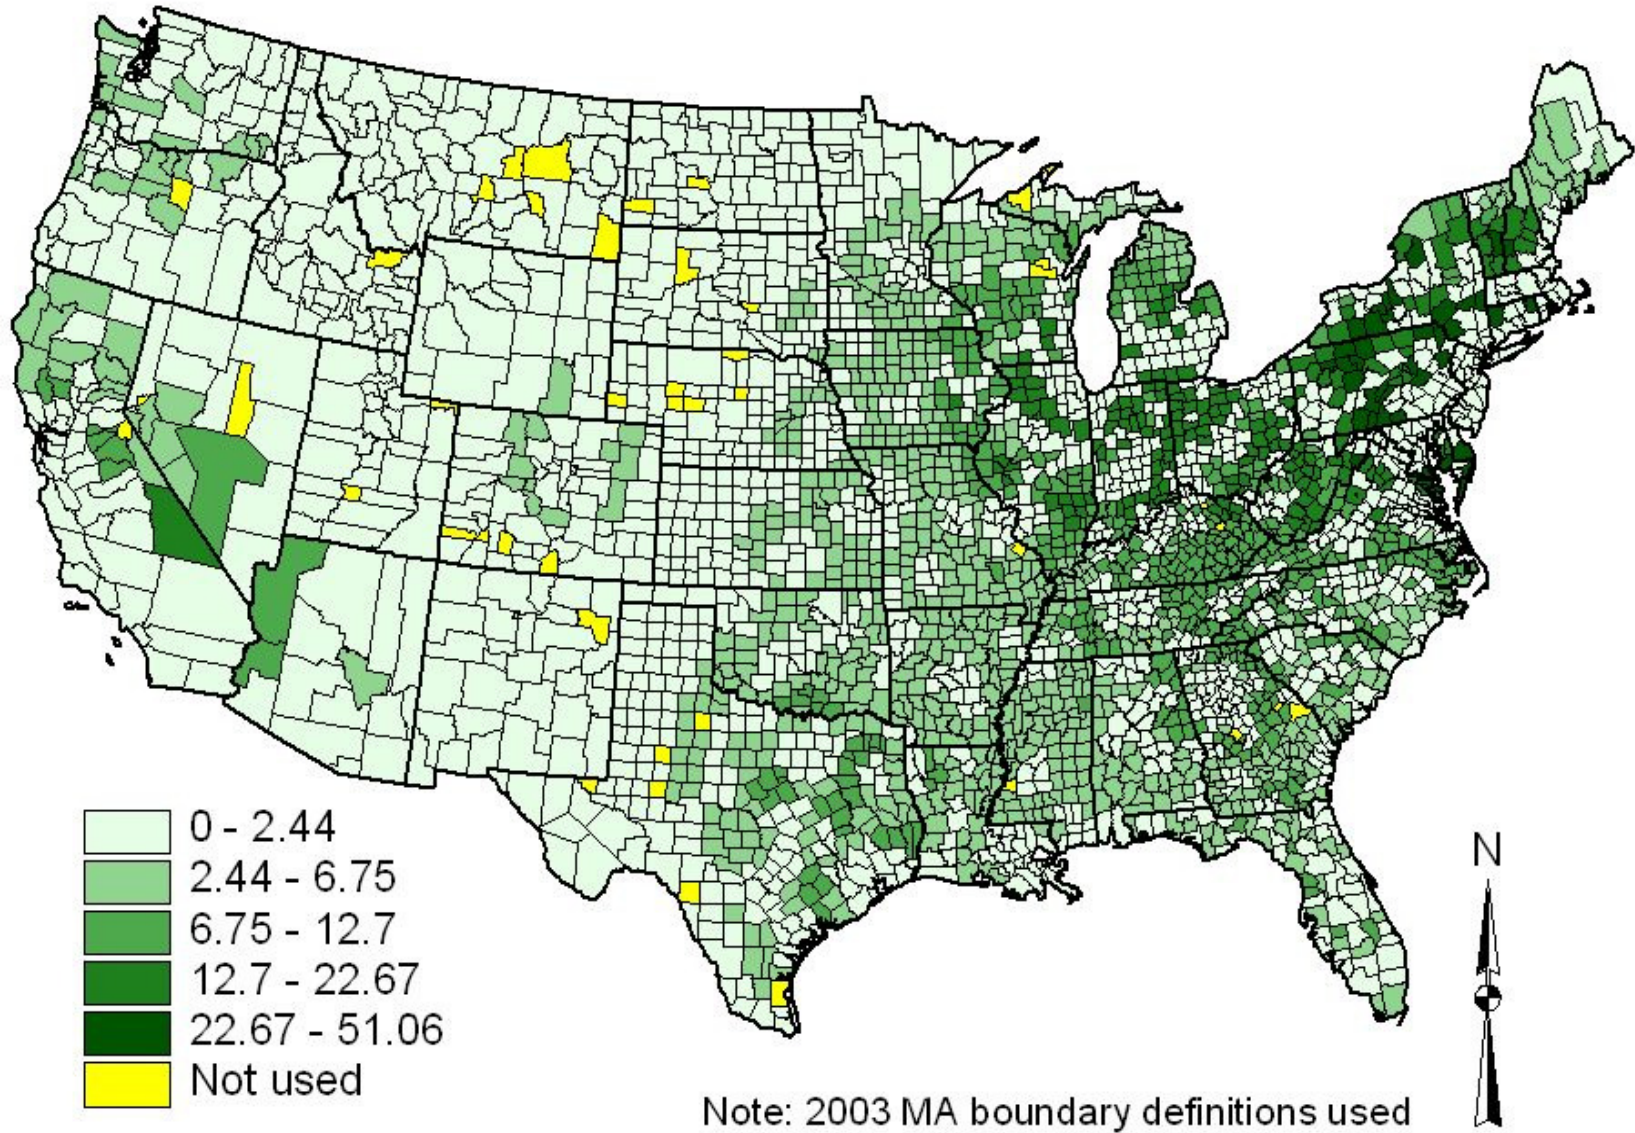 0 - 2.44
2.44 - 6.75
6.75 - 12.7
12.7 - 22.67
22.67 - 51.06
Not used
N
Note: 2003 MA boundary definitions used